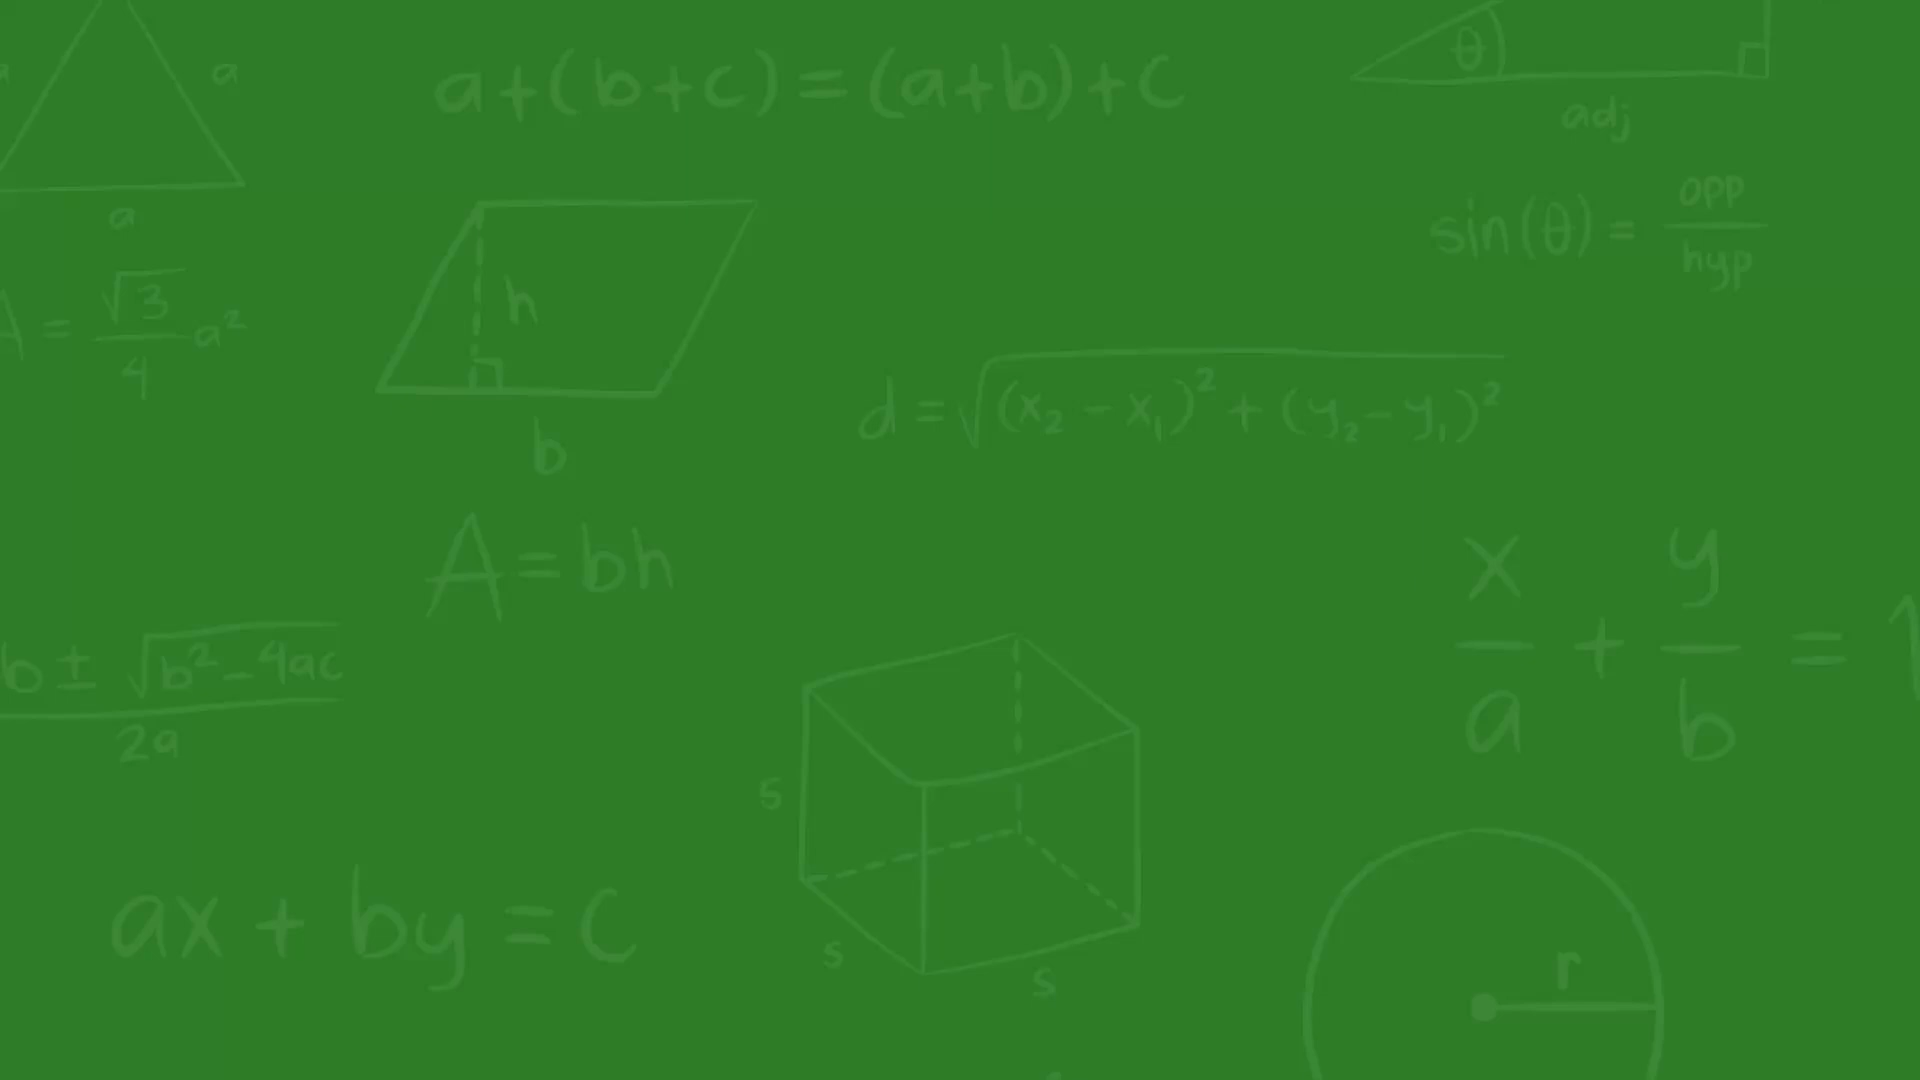 a
a + (b + c) = (a + b) + c
θ
adj
a
sin(θ) = opp/hyp
h
A = √3/4 a²
d = √(x₂ - x₁)² + (y₂ - y₁)²
b
A = bh
x/a + y/b = 1
b ± √b² - 4ac / 2a
s
ax + by = c
s
s
r